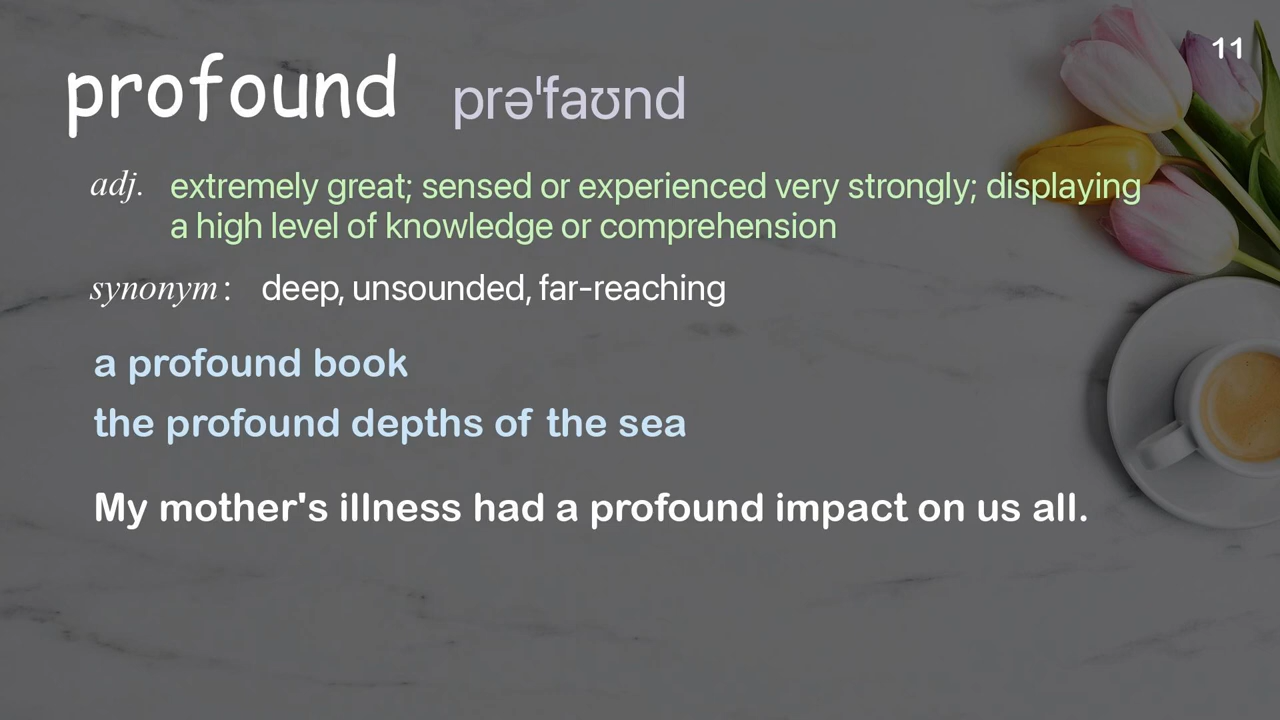 11
profound prəˈfaʊnd
adj. extremely great; sensed or experienced very strongly; displaying
a high level of knowledge or comprehension
synonym : deep, unsounded, far-reaching
a profound book
the profound depths of the sea
My mother's illness had a profound impact on us all.